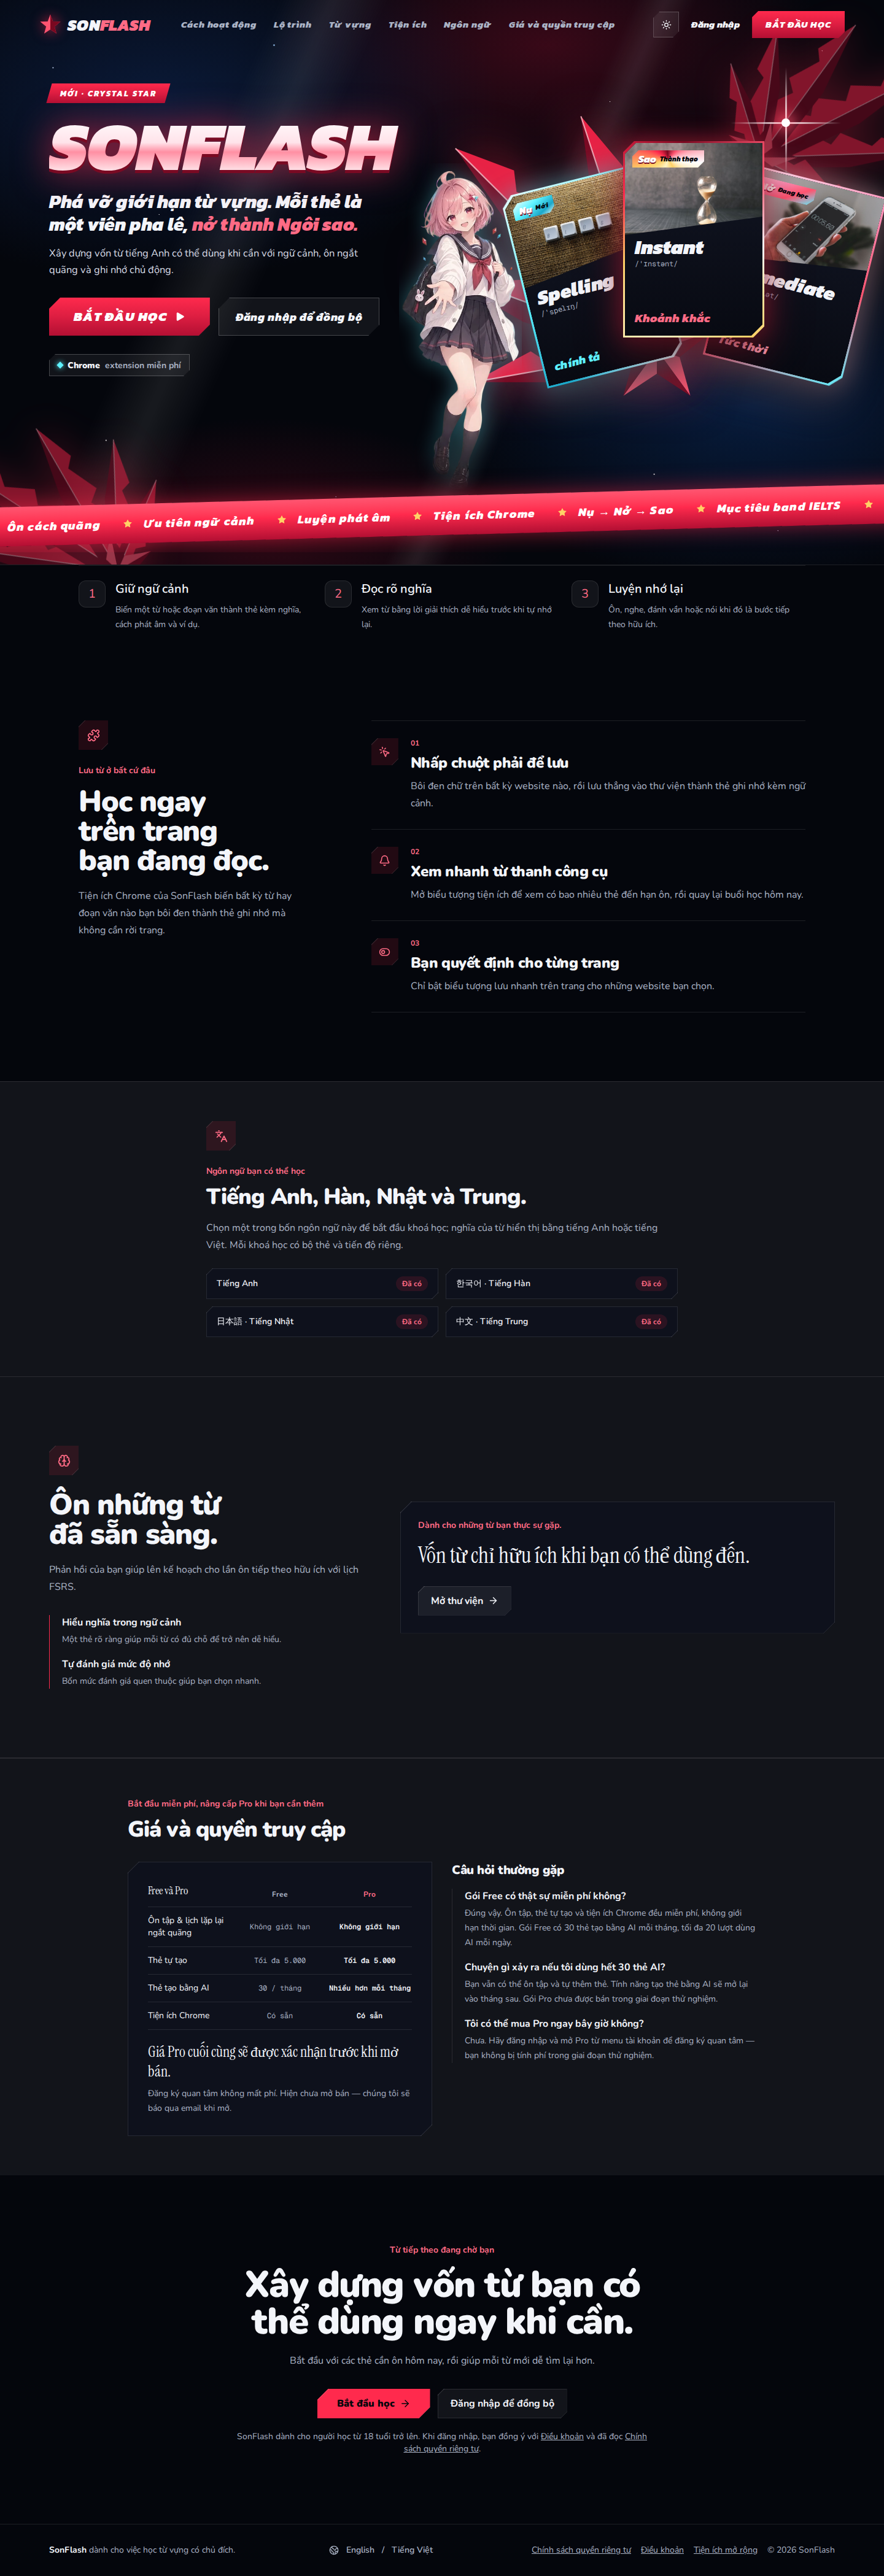 SONFLASH
Cách hoạt động
Lộ trình
Từ vựng
Tiện ích
Ngôn ngữ
Giá và quyền truy cập
Đăng nhập
BẮT ĐẦU HỌC
MỚI · CRYSTAL STAR
SONFLASH
Phá vỡ giới hạn từ vựng. Mỗi thẻ là
một viên pha lê, nở thành Ngôi sao.
Xây dựng vốn từ tiếng Anh có thể dùng khi cần với ngữ cảnh, ôn ngắt
quãng và ghi nhớ chủ động.
BẮT ĐẦU HỌC
Đăng nhập để đồng bộ
Chrome extension miễn phí
Nụ Mới
Spelling
chính tả
Sao Thành thạo
Instant
/ˈɪnstənt/
Khoảnh khắc
Đang học
mediate
tức thời
Ôn cách quãng
Ưu tiên ngữ cảnh
Luyện phát âm
Tiện ích Chrome
Nụ → Nở → Sao
Mục tiêu band IELTS
1
Giữ ngữ cảnh
Biến một từ hoặc đoạn văn thành thẻ kèm nghĩa,
cách phát âm và ví dụ.
2
Đọc rõ nghĩa
Xem từ bằng lời giải thích dễ hiểu trước khi tự nhớ
lại.
3
Luyện nhớ lại
Ôn, nghe, đánh vần hoặc nói khi đó là bước tiếp
theo hữu ích.
Lưu từ ở bất cứ đâu
Học ngay
trên trang
bạn đang đọc.
Tiện ích Chrome của SonFlash biến bất kỳ từ hay
đoạn văn nào bạn bôi đen thành thẻ ghi nhớ mà
không cần rời trang.
01
Nhấp chuột phải để lưu
Bôi đen chữ trên bất kỳ website nào, rồi lưu thẳng vào thư viện thành thẻ ghi nhớ kèm ngữ
cảnh.
02
Xem nhanh từ thanh công cụ
Mở biểu tượng tiện ích để xem có bao nhiêu thẻ đến hạn ôn, rồi quay lại buổi học hôm nay.
03
Bạn quyết định cho từng trang
Chỉ bật biểu tượng lưu nhanh trên trang cho những website bạn chọn.
Ngôn ngữ bạn có thể học
Tiếng Anh, Hàn, Nhật và Trung.
Chọn một trong bốn ngôn ngữ này để bắt đầu khoá học; nghĩa của từ hiển thị bằng tiếng Anh hoặc tiếng
Việt. Mỗi khoá học có bộ thẻ và tiến độ riêng.
Tiếng Anh
Đã có
한국어 · Tiếng Hàn
Đã có
日本語 · Tiếng Nhật
Đã có
中文 · Tiếng Trung
Đã có
Ôn những từ
đã sẵn sàng.
Phản hồi của bạn giúp lên kế hoạch cho lần ôn tiếp theo hữu ích với lịch
FSRS.
Hiểu nghĩa trong ngữ cảnh
Một thẻ rõ ràng giúp mỗi từ có đủ chỗ để trở nên dễ hiểu.
Tự đánh giá mức độ nhớ
Bốn mức đánh giá quen thuộc giúp bạn chọn nhanh.
Dành cho những từ bạn thực sự gặp.
Vốn từ chỉ hữu ích khi bạn có thể dùng đến.
Mở thư viện
Bắt đầu miễn phí, nâng cấp Pro khi bạn cần thêm
Giá và quyền truy cập
Free và Pro
Free
Pro
Ôn tập & lịch lặp lại
ngắt quãng
Không giới hạn
Không giới hạn
Thẻ tự tạo
Tối đa 5.000
Tối đa 5.000
Thẻ tạo bằng AI
30 / tháng
Nhiều hơn mỗi tháng
Tiện ích Chrome
Có sẵn
Có sẵn
Giá Pro cuối cùng sẽ được xác nhận trước khi mở
bán.
Đăng ký quan tâm không mất phí. Hiện chưa mở bán — chúng tôi sẽ
báo qua email khi mở.
Câu hỏi thường gặp
Gói Free có thật sự miễn phí không?
Đúng vậy. Ôn tập, thẻ tự tạo và tiện ích Chrome đều miễn phí, không giới
hạn thời gian. Gói Free có 30 thẻ tạo bằng AI mỗi tháng, tối đa 20 lượt dùng
AI mỗi ngày.
Chuyện gì xảy ra nếu tôi dùng hết 30 thẻ AI?
Bạn vẫn có thể ôn tập và tự thêm thẻ. Tính năng tạo thẻ bằng AI sẽ mở lại
vào tháng sau. Gói Pro chưa được bán trong giai đoạn thử nghiệm.
Tôi có thể mua Pro ngay bây giờ không?
Chưa. Hãy đăng nhập và mở Pro từ menu tài khoản để đăng ký quan tâm —
bạn không bị tính phí trong giai đoạn thử nghiệm.
Từ tiếp theo đang chờ bạn
Xây dựng vốn từ bạn có
thể dùng ngay khi cần.
Bắt đầu với các thẻ cần ôn hôm nay, rồi giúp mỗi từ mới dễ tìm lại hơn.
Bắt đầu học
Đăng nhập để đồng bộ
SonFlash dành cho người học từ 18 tuổi trở lên. Khi đăng nhập, bạn đồng ý với Điều khoản và đã đọc Chính
sách quyền riêng tư.
SonFlash dành cho việc học từ vựng có chủ đích.
English / Tiếng Việt
Chính sách quyền riêng tư
Điều khoản
Tiện ích mở rộng
© 2026 SonFlash